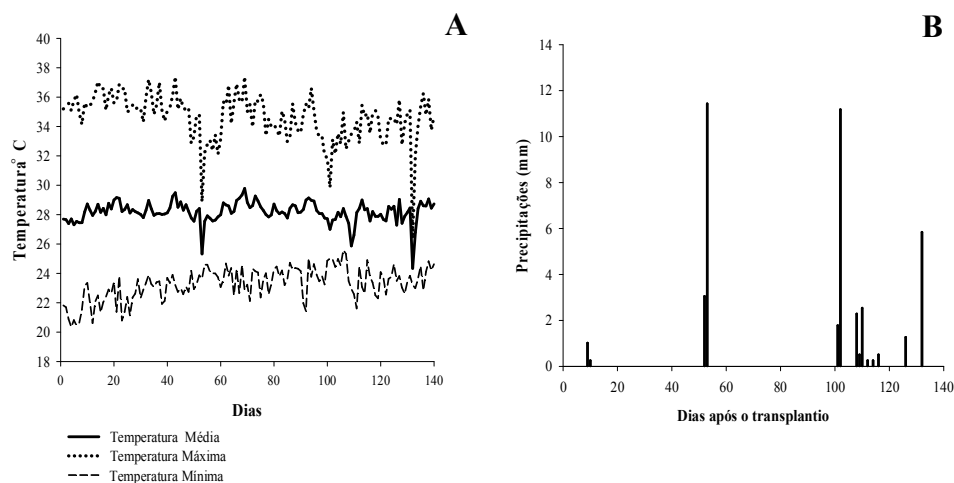 A
Temperatura° C
40
38
36
34
32
30
28
26
24
22
20
18
0 20 40 60 80 100 120 140
Dias
Temperatura Média
Temperatura Máxima
Temperatura Mínima
B
Precipitações (mm)
14
12
10
8
6
4
2
0
0 20 40 60 80 100 120 140
Dias após o transplantio